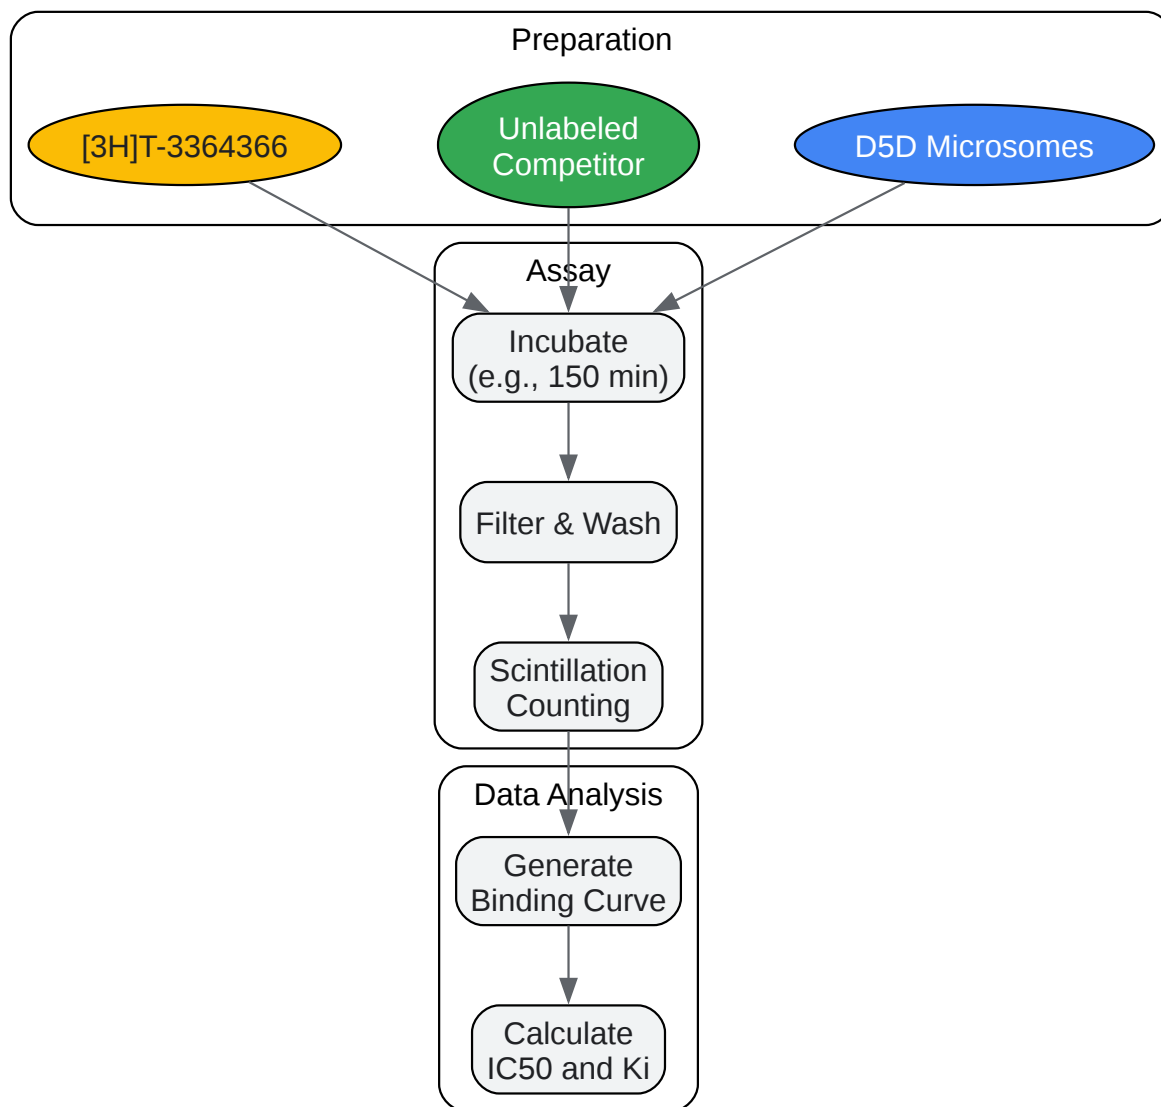 Preparation
[3H]T-3364366
Unlabeled
Competitor
D5D Microsomes
Assay
Incubate
(e.g., 150 min)
Filter & Wash
Scintillation
Counting
Data Analysis
Generate
Binding Curve
Calculate
IC50 and Ki